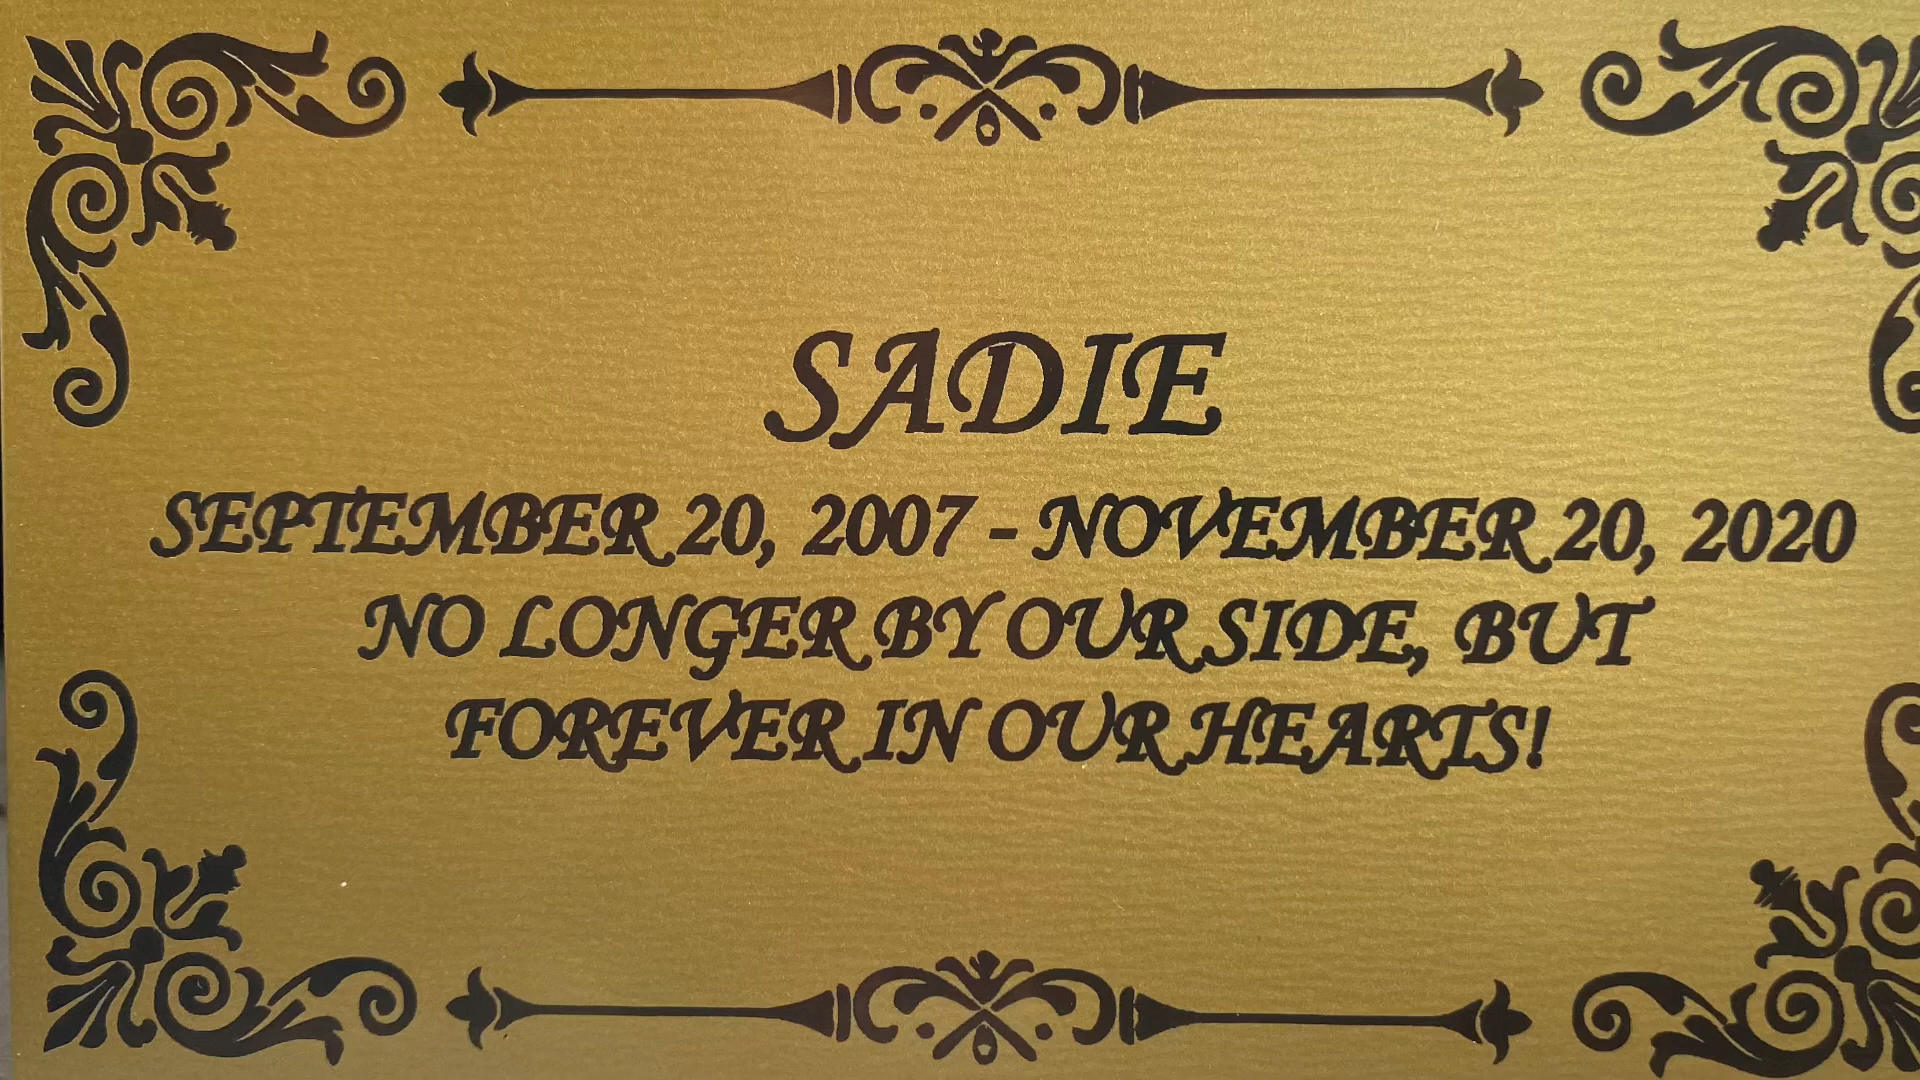 SADIE
SEPTEMBER 20, 2007 - NOVEMBER 20, 2020
NO LONGER BY OUR SIDE, BUT
FOREVER IN OUR HEARTS!